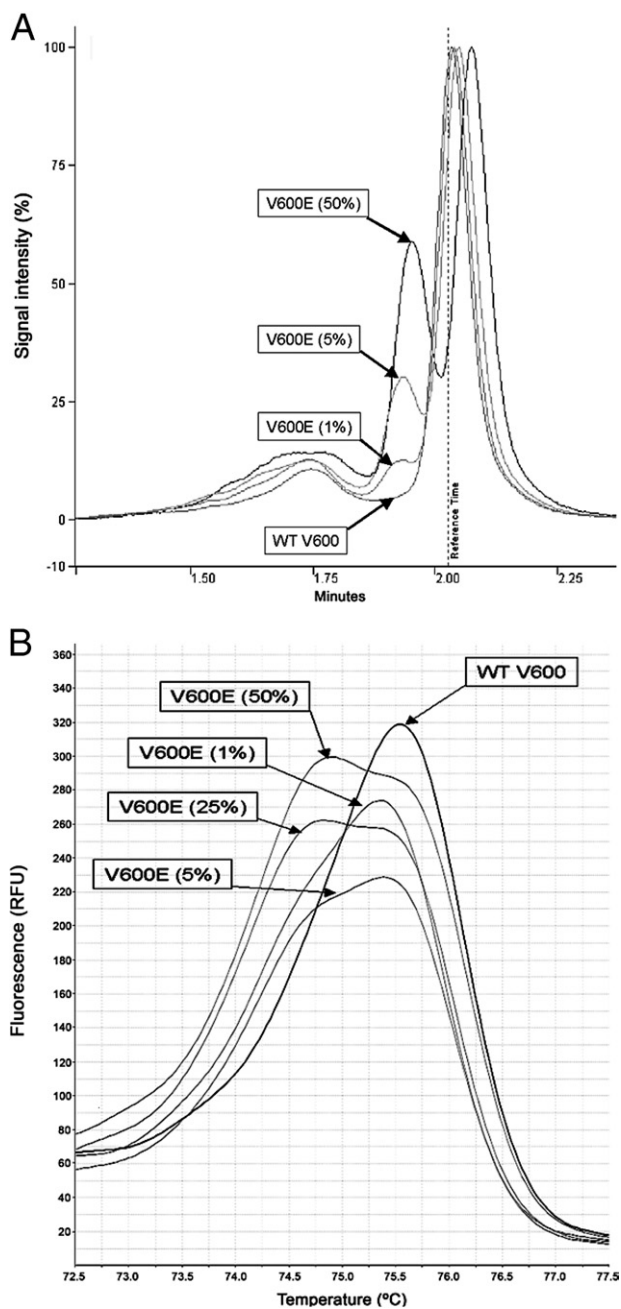 A
100
75
50
25
0
-10
Signal intensity (%)
V600E (50%)
V600E (5%)
V600E (1%)
WT V600
Reference Time
1.50 1.75 2.00 2.25
Minutes
B
360
340
320
300
280
260
240
220
200
180
160
140
120
100
80
60
40
20
Fluorescence (RFU)
WT V600
V600E (50%)
V600E (1%)
V600E (25%)
V600E (5%)
72.5 73.0 73.5 74.0 74.5 75.0 75.5 76.0 76.5 77.0 77.5
Temperature (ºC)